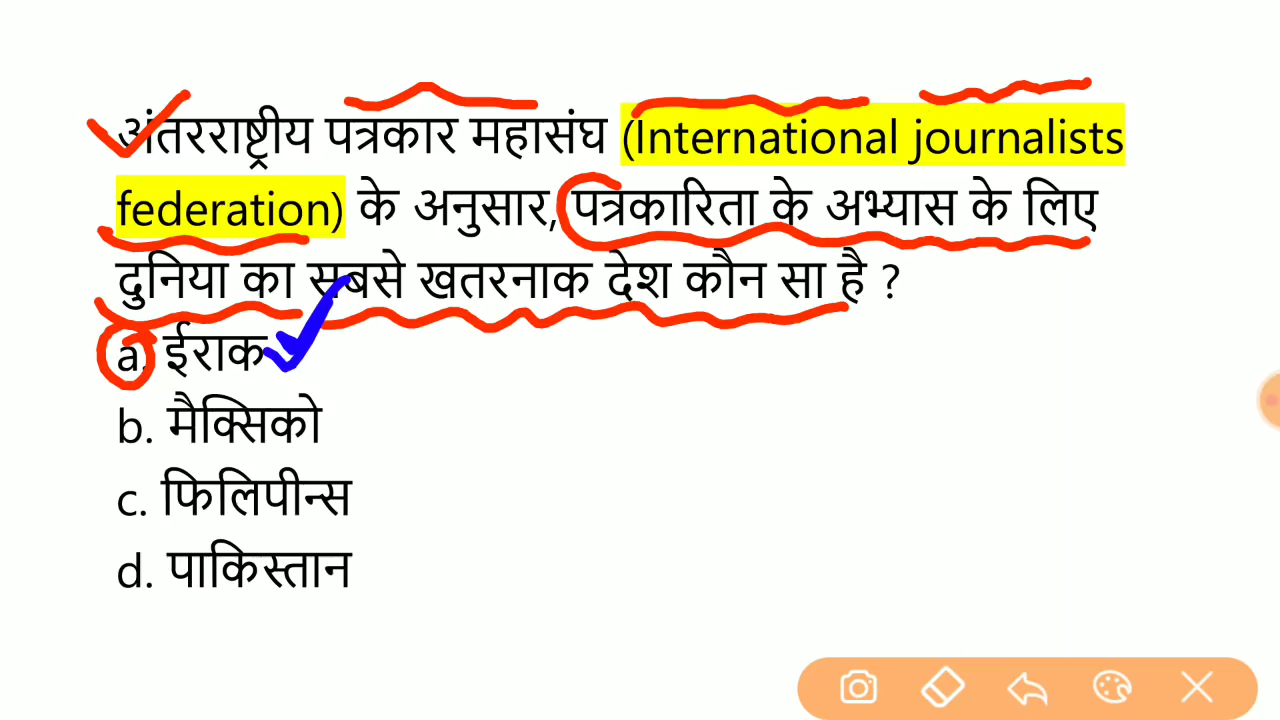 अंतरराष्ट्रीय पत्रकार महासंघ (International journalists
federation) के अनुसार, पत्रकारिता के अभ्यास के लिए
दुनिया का सबसे खतरनाक देश कौन सा है ?
a. ईराक
b. मैक्सिको
c. फिलिपीन्स
d. पाकिस्तान